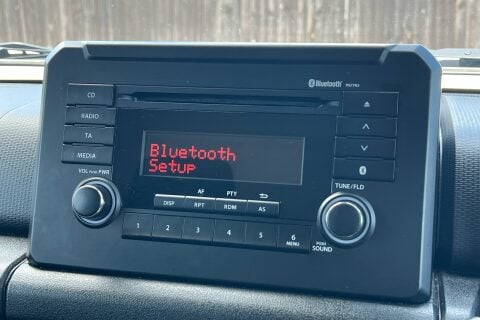 Bluetooth
CD
RADIO
TA
MEDIA
VOL PUSH PWR
Bluetooth
Setup
AF
PTY
DISP
RPT
RDM
AS
1
2
3
4
5
6
MENU
TUNE/FLD
PUSH
SOUND